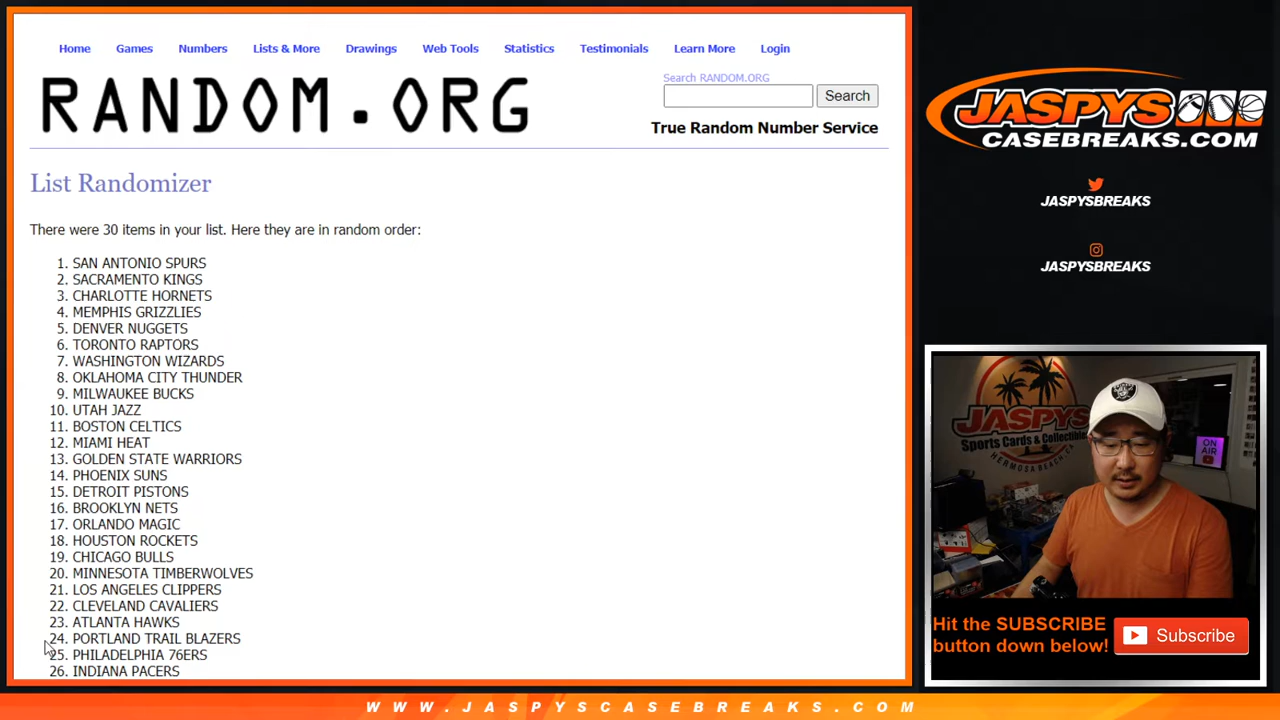 Home Games Numbers Lists & More Drawings Web Tools Statistics Testimonials Learn More Login
RANDOM.ORG
Search RANDOM.ORG
Search
True Random Number Service
List Randomizer
There were 30 items in your list. Here they are in random order:
1. SAN ANTONIO SPURS
2. SACRAMENTO KINGS
3. CHARLOTTE HORNETS
4. MEMPHIS GRIZZLIES
5. DENVER NUGGETS
6. TORONTO RAPTORS
7. WASHINGTON WIZARDS
8. OKLAHOMA CITY THUNDER
9. MILWAUKEE BUCKS
10. UTAH JAZZ
11. BOSTON CELTICS
12. MIAMI HEAT
13. GOLDEN STATE WARRIORS
14. PHOENIX SUNS
15. DETROIT PISTONS
16. BROOKLYN NETS
17. ORLANDO MAGIC
18. HOUSTON ROCKETS
19. CHICAGO BULLS
20. MINNESOTA TIMBERWOLVES
21. LOS ANGELES CLIPPERS
22. CLEVELAND CAVALIERS
23. ATLANTA HAWKS
24. PORTLAND TRAIL BLAZERS
25. PHILADELPHIA 76ERS
26. INDIANA PACERS
JASPYS
CASEBREAKS.COM
JASPYSBREAKS
JASPYSBREAKS
JASPYS
Sports Cards & Collectibles
HERMOSA BEACH, CA
ON AIR
Hit the SUBSCRIBE
button down below!
Subscribe
WWW.JASPYSCASEBREAKS.COM